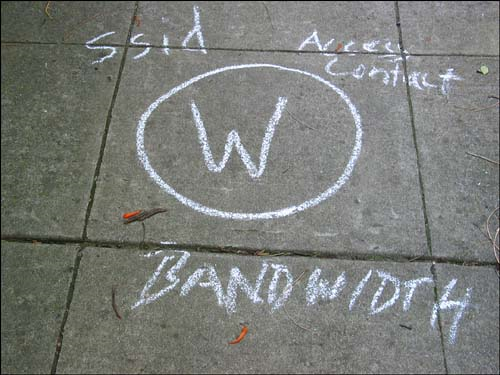 Ssid
Access
Contact
W
BANDWIDTH